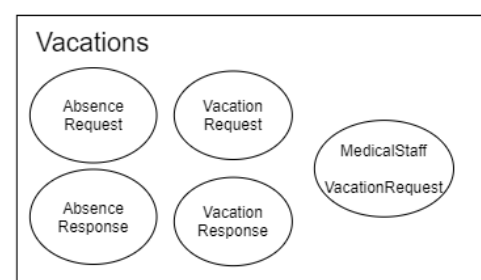 Vacations
Absence
Request
Vacation
Request
MedicalStaff
VacationRequest
Absence
Response
Vacation
Response